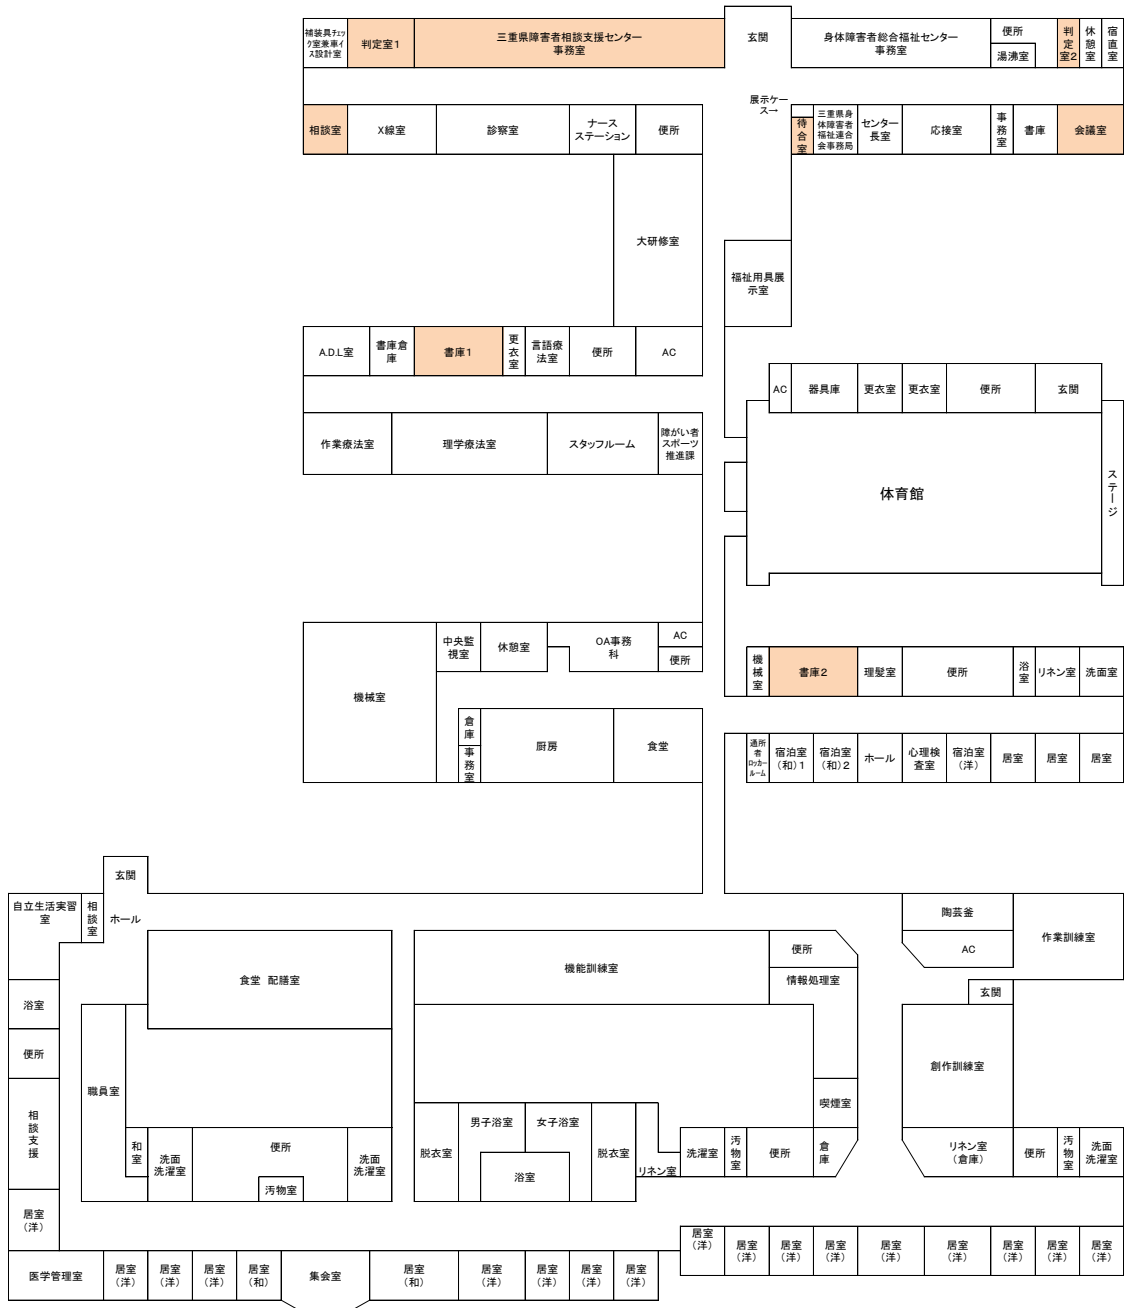 補装具チェッ
ク室兼車イ
ス設計室
判定室1
三重県障害者相談支援センター
事務室
玄関
身体障害者総合福祉センター
事務室
便所
湯沸室
判
定
室2
休
憩
室
宿
直
室
展示ケー
ス→
相談室
X線室
診察室
ナース
ステーション
便所
待
合
室
三重県身
体障害者
福祉連合
会事務局
センター
長室
応接室
事
務
室
書庫
会議室
大研修室
福祉用具展
示室
A.D.L室
書庫倉
庫
書庫1
更
衣
室
言語療
法室
便所
AC
AC
器具庫
更衣室
更衣室
便所
玄関
作業療法室
理学療法室
スタッフルーム
障がい者
スポーツ
推進課
体育館
ス
テ
ー
ジ
機械室
中央監
視室
休憩室
OA事務
科
AC
便所
機
械
室
書庫2
理髪室
便所
浴
室
リネン室
洗面室
倉
庫
事
務
室
厨房
食堂
通所
者
ロッカー
ルーム
宿泊室
(和)1
宿泊室
(和)2
ホール
心理検
査室
宿泊室
(洋)
居室
居室
居室
玄関
自立生活実習
室
相
談
室
ホール
陶芸釜
AC
作業訓練室
食堂 配膳室
機能訓練室
便所
情報処理室
玄関
浴室
便所
職員室
創作訓練室
喫煙室
相
談
支
援
和
室
洗面
洗濯室
便所
汚物室
洗面
洗濯室
脱衣室
男子浴室
女子浴室
浴室
脱衣室
リネン室
洗濯室
汚
物
室
便所
倉
庫
リネン室
(倉庫)
便所
汚
物
室
洗面
洗濯室
居室
(洋)
医学管理室
居室
(洋)
居室
(洋)
居室
(洋)
居室
(和)
集会室
居室
(和)
居室
(洋)
居室
(洋)
居室
(洋)
居室
(洋)
居室
(洋)
居室
(洋)
居室
(洋)
居室
(洋)
居室
(洋)
居室
(洋)
居室
(洋)
居室
(洋)
居室
(洋)